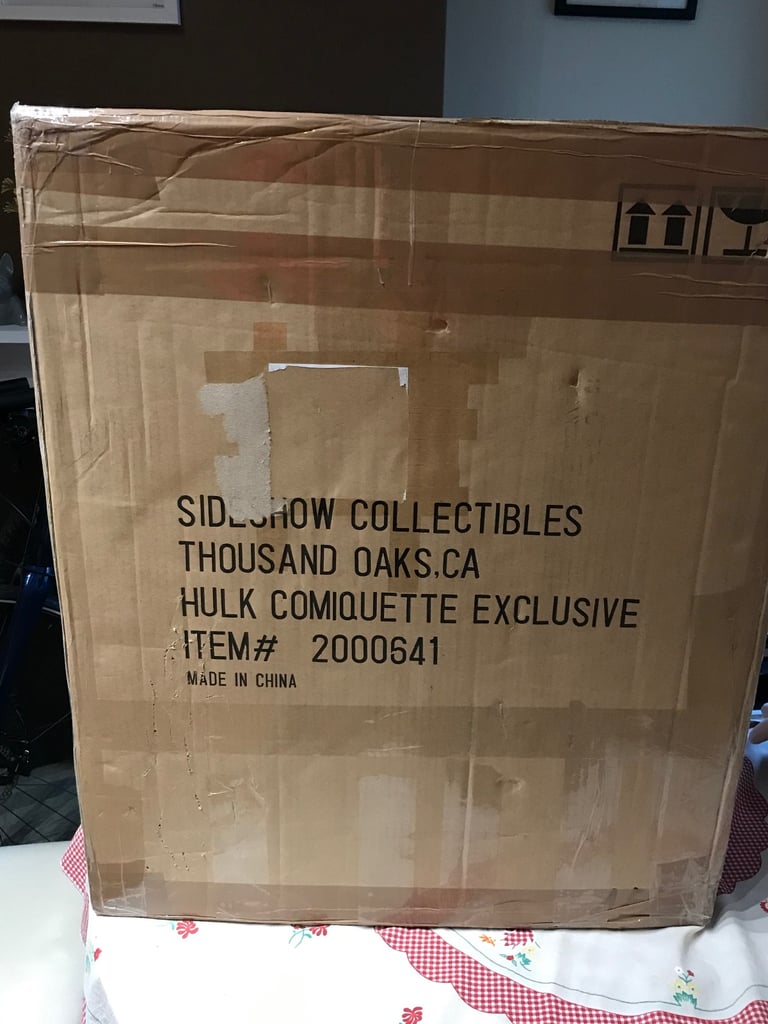 SIDESHOW COLLECTIBLES
THOUSAND OAKS,CA
HULK COMIQUETTE EXCLUSIVE
ITEM# 2000641
MADE IN CHINA